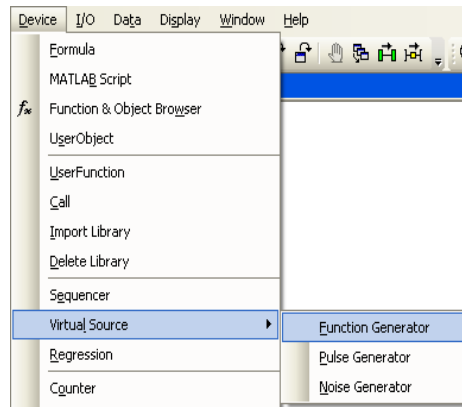 Device I/O Data Display Window Help
Formula
MATLAB Script
fx Function & Object Browser
UserObject
UserFunction
Call
Import Library
Delete Library
Sequencer
Virtual Source
Function Generator
Regression
Pulse Generator
Counter
Noise Generator